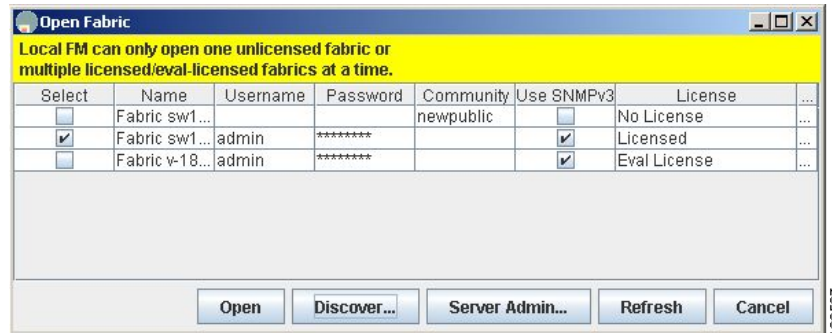 Open Fabric
Local FM can only open one unlicensed fabric or
multiple licensed/eval-licensed fabrics at a time.
Select Name Username Password Community Use SNMPv3 License ...
Fabric sw1... newpublic No License ...
Fabric sw1... admin ******** Licensed ...
Fabric v-18... admin ******** Eval License ...
Open Discover... Server Admin... Refresh Cancel